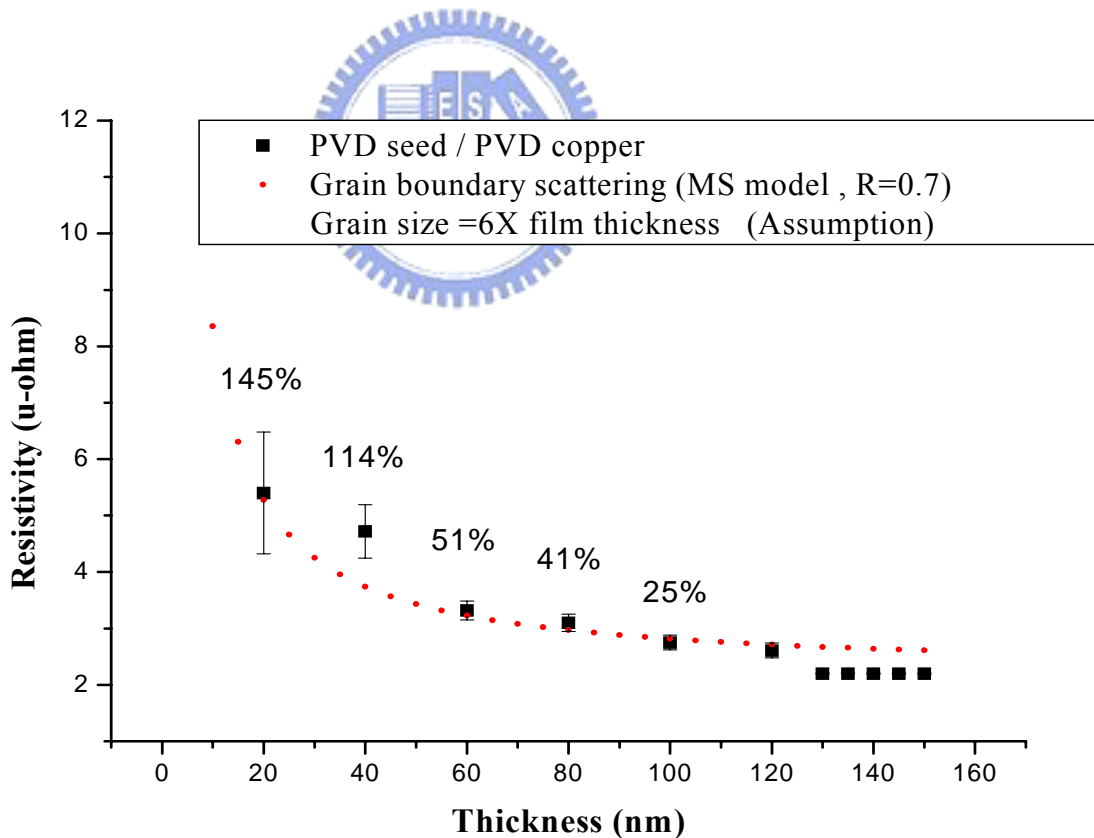 E S A
12
PVD seed / PVD copper
Grain boundary scattering (MS model , R=0.7)
Grain size =6X film thickness (Assumption)
10
8
6
4
2
Resistivity (u-ohm)
145%
114%
51%
41%
25%
0 20 40 60 80 100 120 140 160
Thickness (nm)